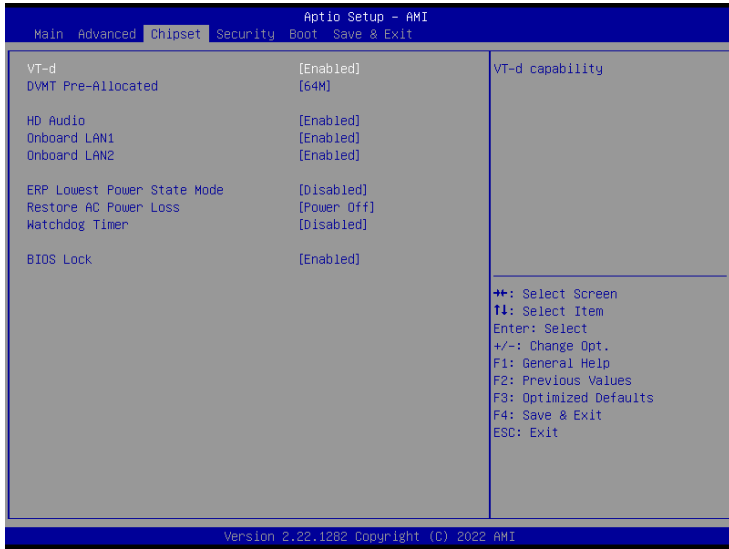 Aptio Setup – AMI
Main Advanced Chipset Security Boot Save & Exit
VT-d [Enabled]
DVMT Pre-Allocated [64M]
HD Audio [Enabled]
Onboard LAN1 [Enabled]
Onboard LAN2 [Enabled]
ERP Lowest Power State Mode [Disabled]
Restore AC Power Loss [Power Off]
Watchdog Timer [Disabled]
BIOS Lock [Enabled]
VT-d capability
→←: Select Screen
↑↓: Select Item
Enter: Select
+/-: Change Opt.
F1: General Help
F2: Previous Values
F3: Optimized Defaults
F4: Save & Exit
ESC: Exit
Version 2.22.1282 Copyright (C) 2022 AMI